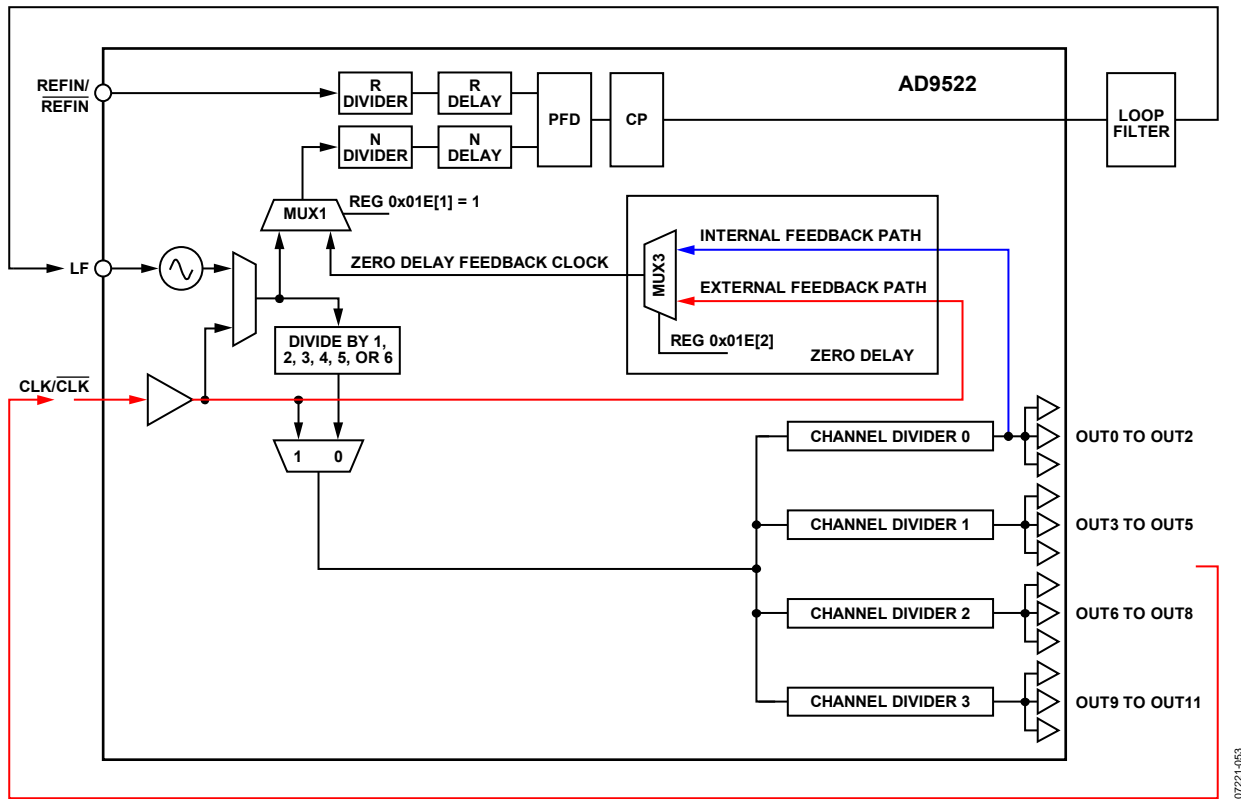 AD9522
REFIN/
REFIN
R
DIVIDER
R
DELAY
PFD
CP
LOOP
FILTER
N
DIVIDER
N
DELAY
REG 0x01E[1] = 1
MUX1
INTERNAL FEEDBACK PATH
LF
ZERO DELAY FEEDBACK CLOCK
MUX3
EXTERNAL FEEDBACK PATH
DIVIDE BY 1,
2, 3, 4, 5, OR 6
REG 0x01E[2]
ZERO DELAY
CLK/CLK
1 0
CHANNEL DIVIDER 0
OUT0 TO OUT2
CHANNEL DIVIDER 1
OUT3 TO OUT5
CHANNEL DIVIDER 2
OUT6 TO OUT8
CHANNEL DIVIDER 3
OUT9 TO OUT11
07221-053